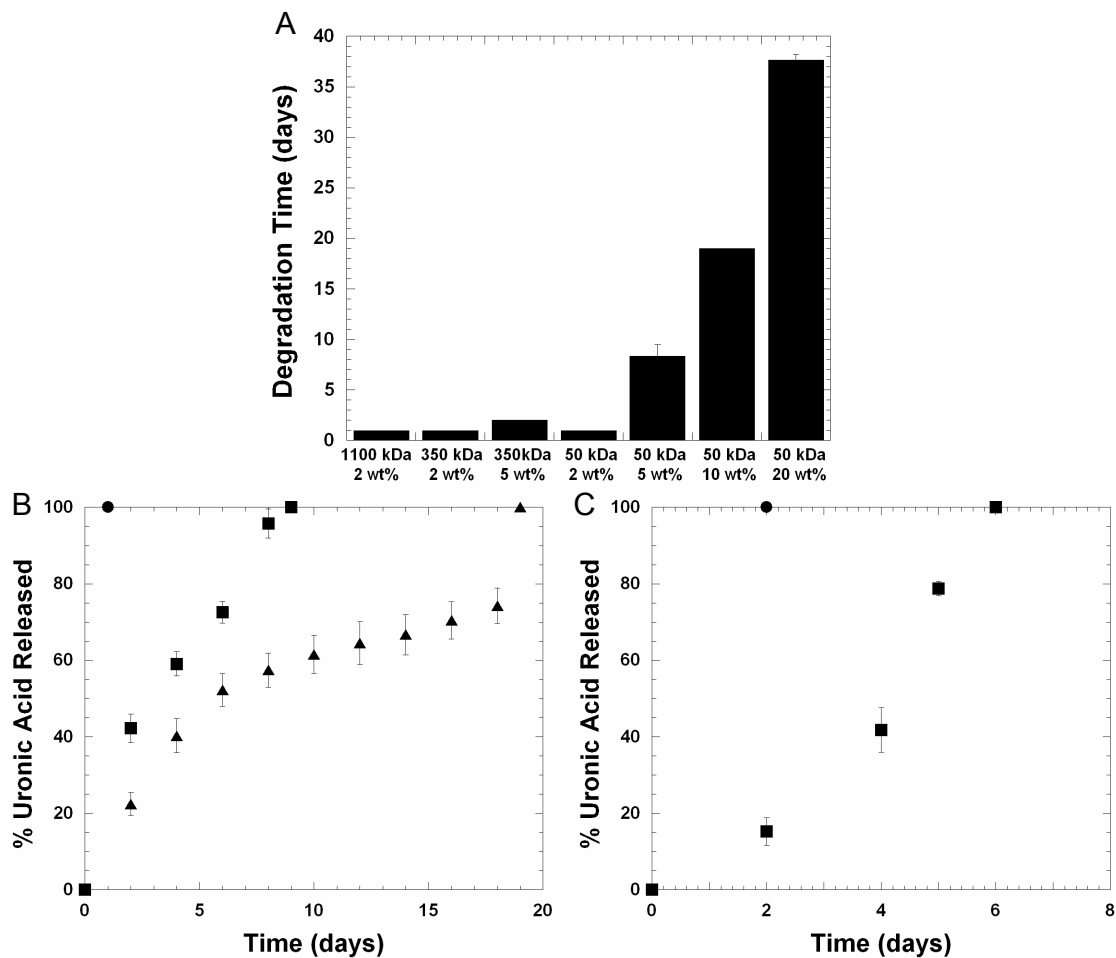 A
Degradation Time (days)
40
35
30
25
20
15
10
5
0
1100 kDa 350 kDa 350kDa 50 kDa 50 kDa 50 kDa 50 kDa
2 wt% 2 wt% 5 wt% 2 wt% 5 wt% 10 wt% 20 wt%
B
% Uronic Acid Released
100
80
60
40
20
0
0 5 10 15 20
Time (days)
C
% Uronic Acid Released
100
80
60
40
20
0
0 2 4 6 8
Time (days)